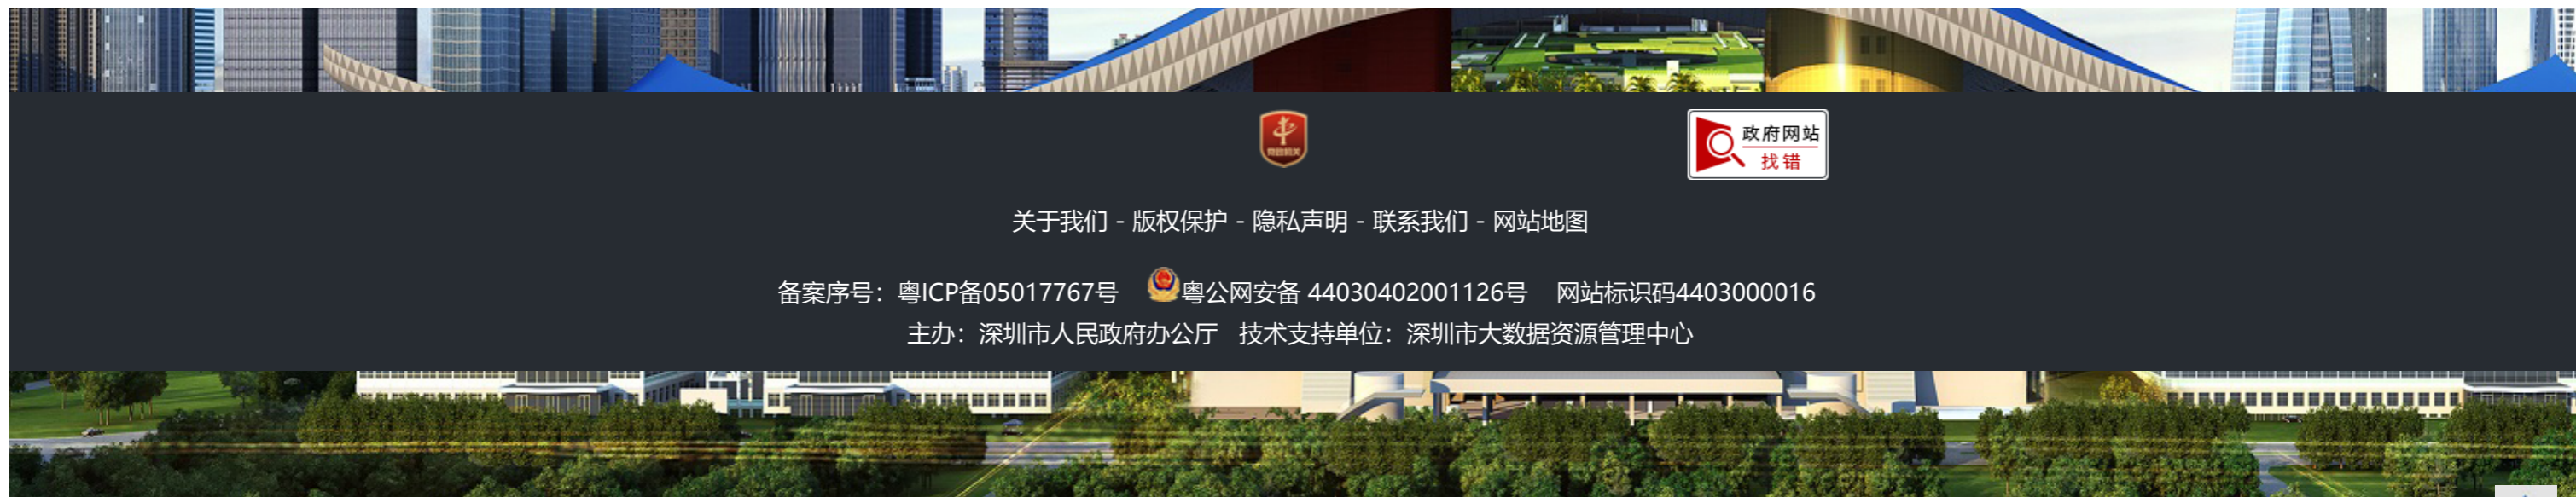 党政机关
政府网站
找错
关于我们 - 版权保护 - 隐私声明 - 联系我们 - 网站地图
备案序号：粤ICP备05017767号 粤公网安备 44030402001126号 网站标识码4403000016
主办：深圳市人民政府办公厅 技术支持单位：深圳市大数据资源管理中心